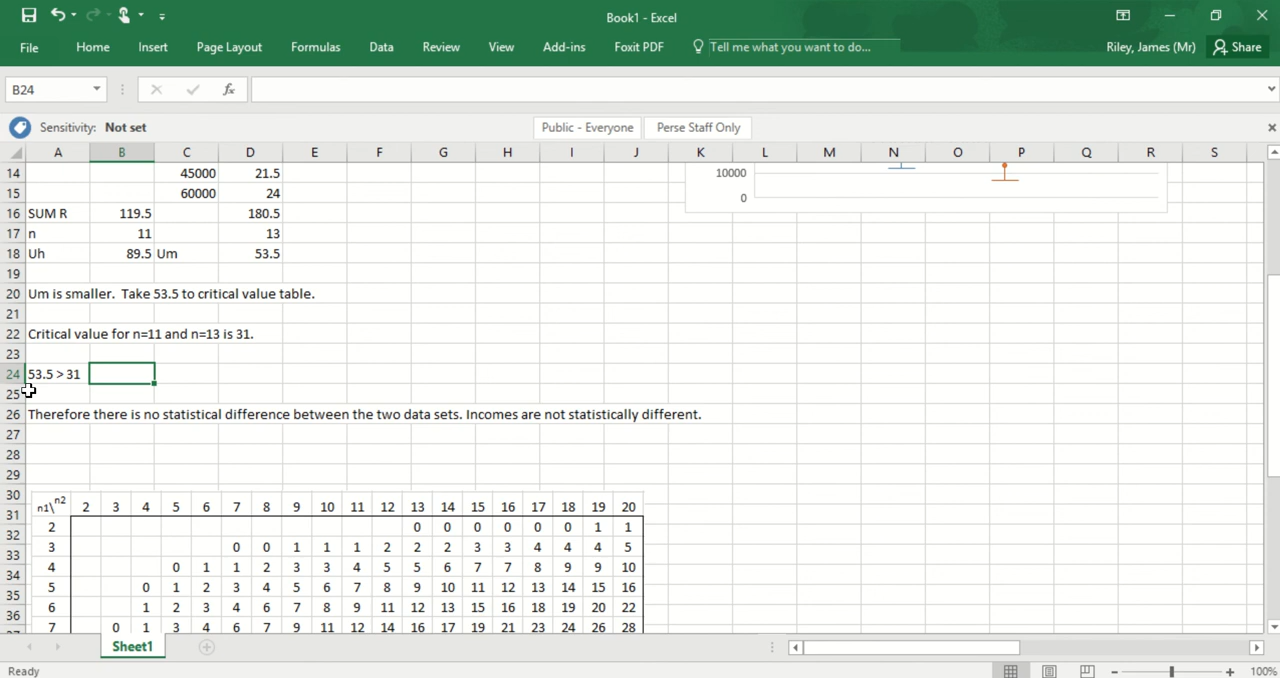 Book1 - Excel
File Home Insert Page Layout Formulas Data Review View Add-ins Foxit PDF Tell me what you want to do... Riley, James (Mr) Share
B24 fx
Sensitivity: Not set Public - Everyone Perse Staff Only
A B C D E F G H I J K L M N O P Q R S
14 45000 21.5 10000
15 60000 24 0
16 SUM R 119.5 180.5
17 n 11 13
18 Uh 89.5 Um 53.5
19
20 Um is smaller. Take 53.5 to critical value table.
21
22 Critical value for n=11 and n=13 is 31.
23
24 53.5 > 31
25
26 Therefore there is no statistical difference between the two data sets. Incomes are not statistically different.
27
28
29
30
31
32
33
34
35
36
n1\n2 2 3 4 5 6 7 8 9 10 11 12 13 14 15 16 17 18 19 20
2 0 0 0 0 0 0 1 1
3 0 0 1 1 1 2 2 2 3 3 4 4 4 5
4 0 1 1 2 3 3 4 5 5 6 7 7 8 9 9 10
5 0 1 2 3 4 5 6 7 8 9 10 11 12 13 14 15 16
6 1 2 3 4 6 7 8 9 11 12 13 15 16 18 19 20 22
7 0 1 3 4 6 7 9 11 12 14 16 17 19 21 23 24 26 28
Sheet1
Ready 100%